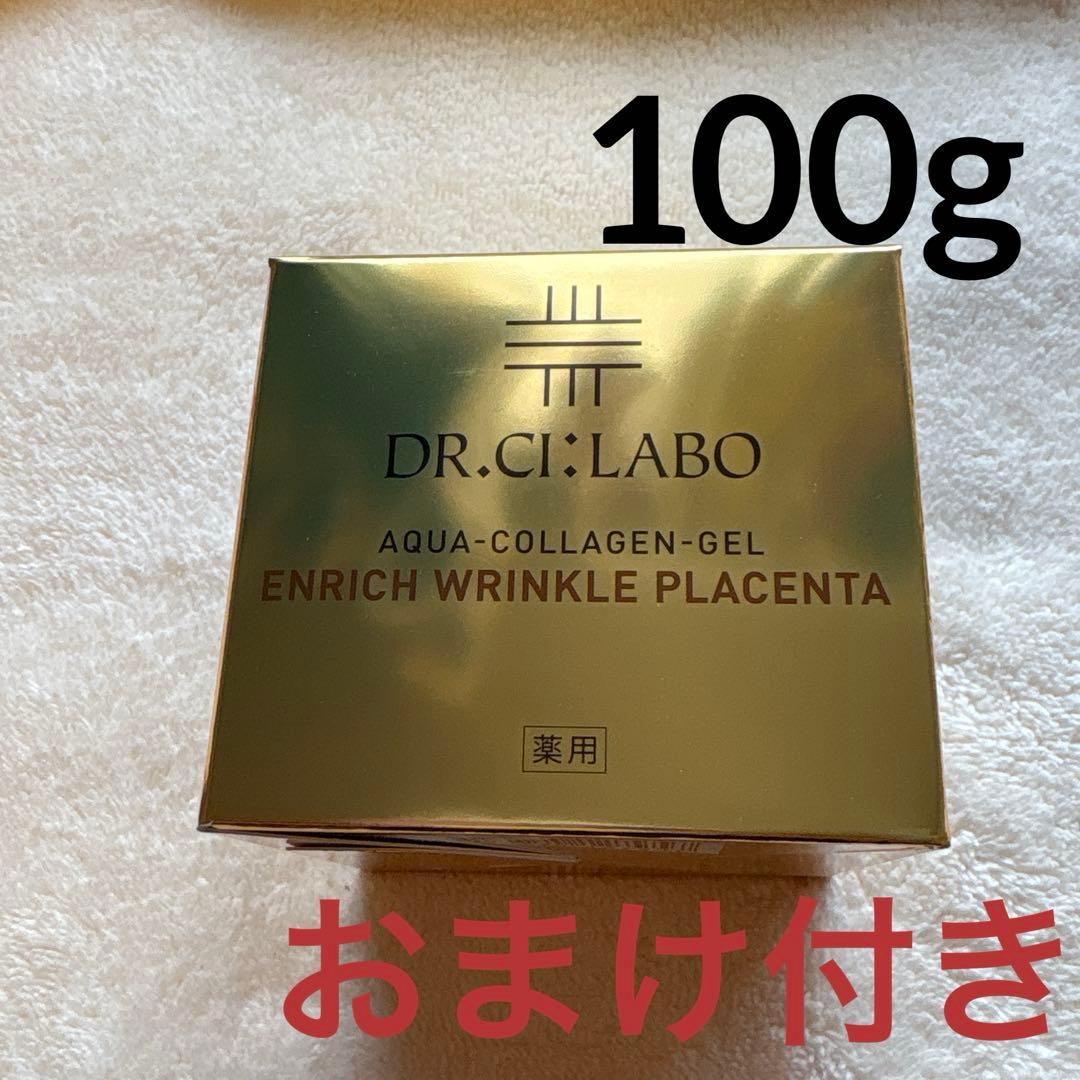 100g
DR.CI:LABO
AQUA-COLLAGEN-GEL
ENRICH WRINKLE PLACENTA
薬用
おまけ付き